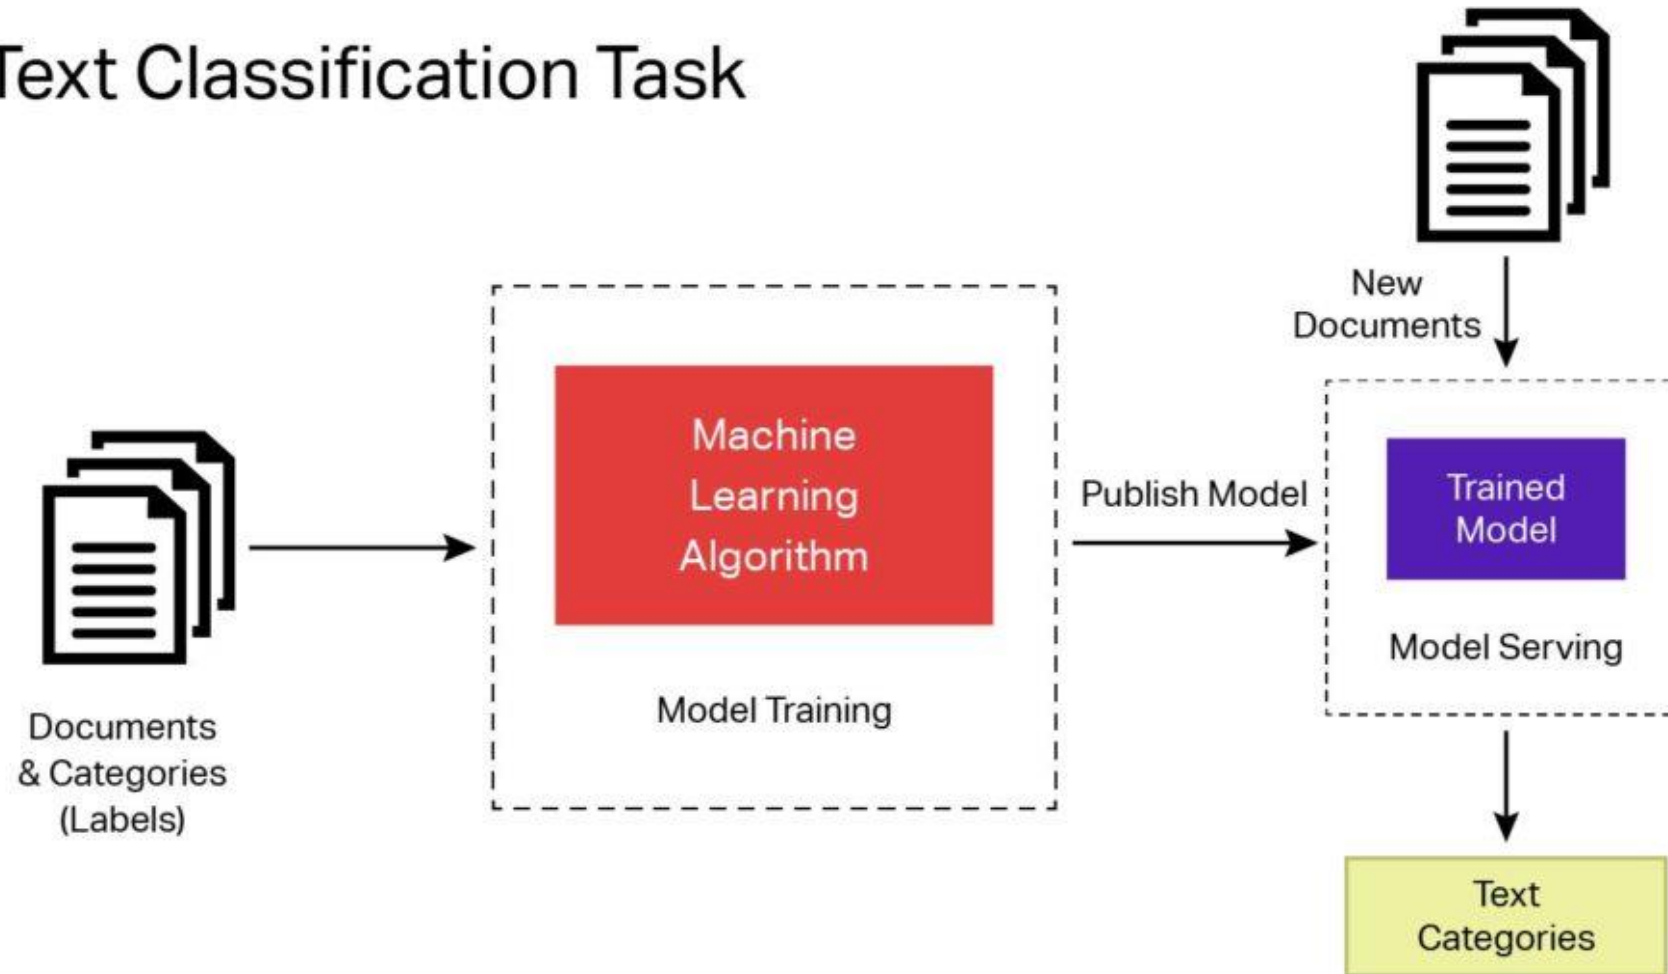 Text Classification Task
New
Documents
Machine
Learning
Algorithm
Model Training
Publish Model
Trained
Model
Model Serving
Documents
& Categories
(Labels)
Text
Categories